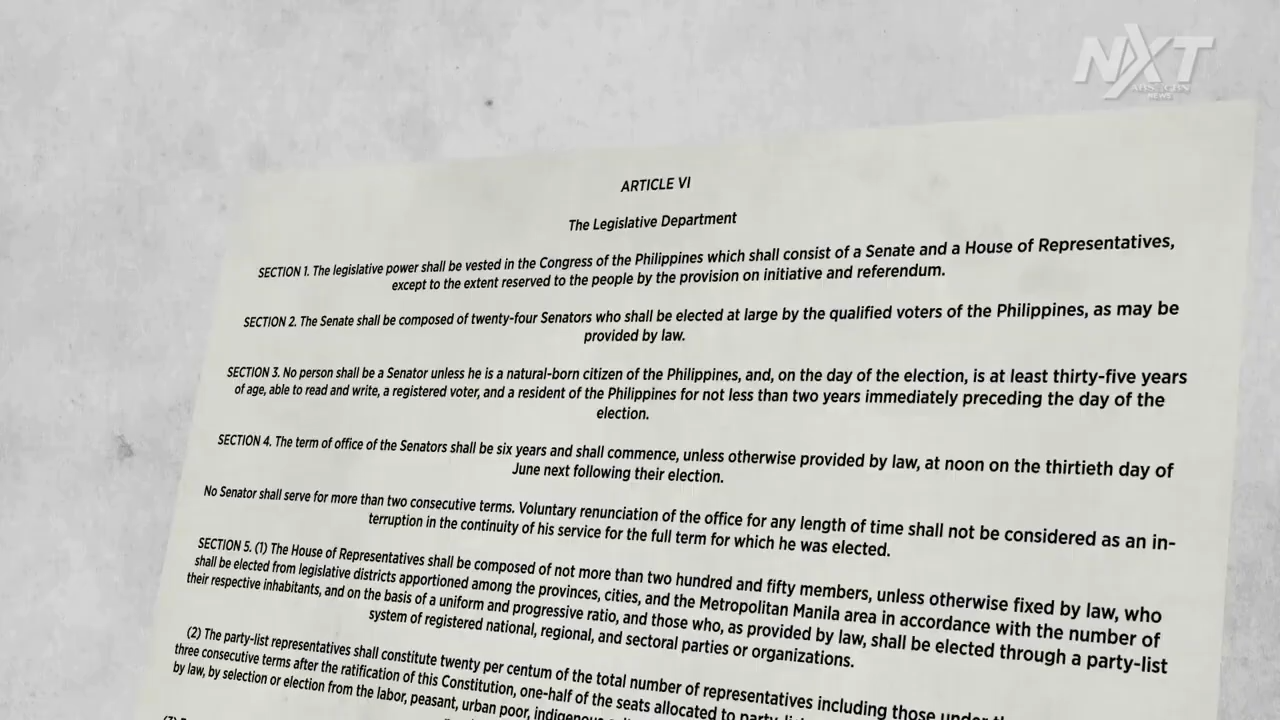 NXT
ABS-CBN
NEWS
ARTICLE VI
The Legislative Department
SECTION 1. The legislative power shall be vested in the Congress of the Philippines which shall consist of a Senate and a House of Representatives,
except to the extent reserved to the people by the provision on initiative and referendum.
SECTION 2. The Senate shall be composed of twenty-four Senators who shall be elected at large by the qualified voters of the Philippines, as may be
provided by law.
SECTION 3. No person shall be a Senator unless he is a natural-born citizen of the Philippines, and, on the day of the election, is at least thirty-five years
of age, able to read and write, a registered voter, and a resident of the Philippines for not less than two years immediately preceding the day of the
election.
SECTION 4. The term of office of the Senators shall be six years and shall commence, unless otherwise provided by law, at noon on the thirtieth day of
June next following their election.
No Senator shall serve for more than two consecutive terms. Voluntary renunciation of the office for any length of time shall not be considered as an in-
terruption in the continuity of his service for the full term for which he was elected.
SECTION 5. (1) The House of Representatives shall be composed of not more than two hundred and fifty members, unless otherwise fixed by law, who
shall be elected from legislative districts apportioned among the provinces, cities, and the Metropolitan Manila area in accordance with the number of
their respective inhabitants, and on the basis of a uniform and progressive ratio, and those who, as provided by law, shall be elected through a party-list
system of registered national, regional, and sectoral parties or organizations.
(2) The party-list representatives shall constitute twenty per centum of the total number of representatives including those under
three consecutive terms after the ratification of this Constitution, one-half of the seats allocated to
by law, by selection or election from the labor, peasant, urban poor,